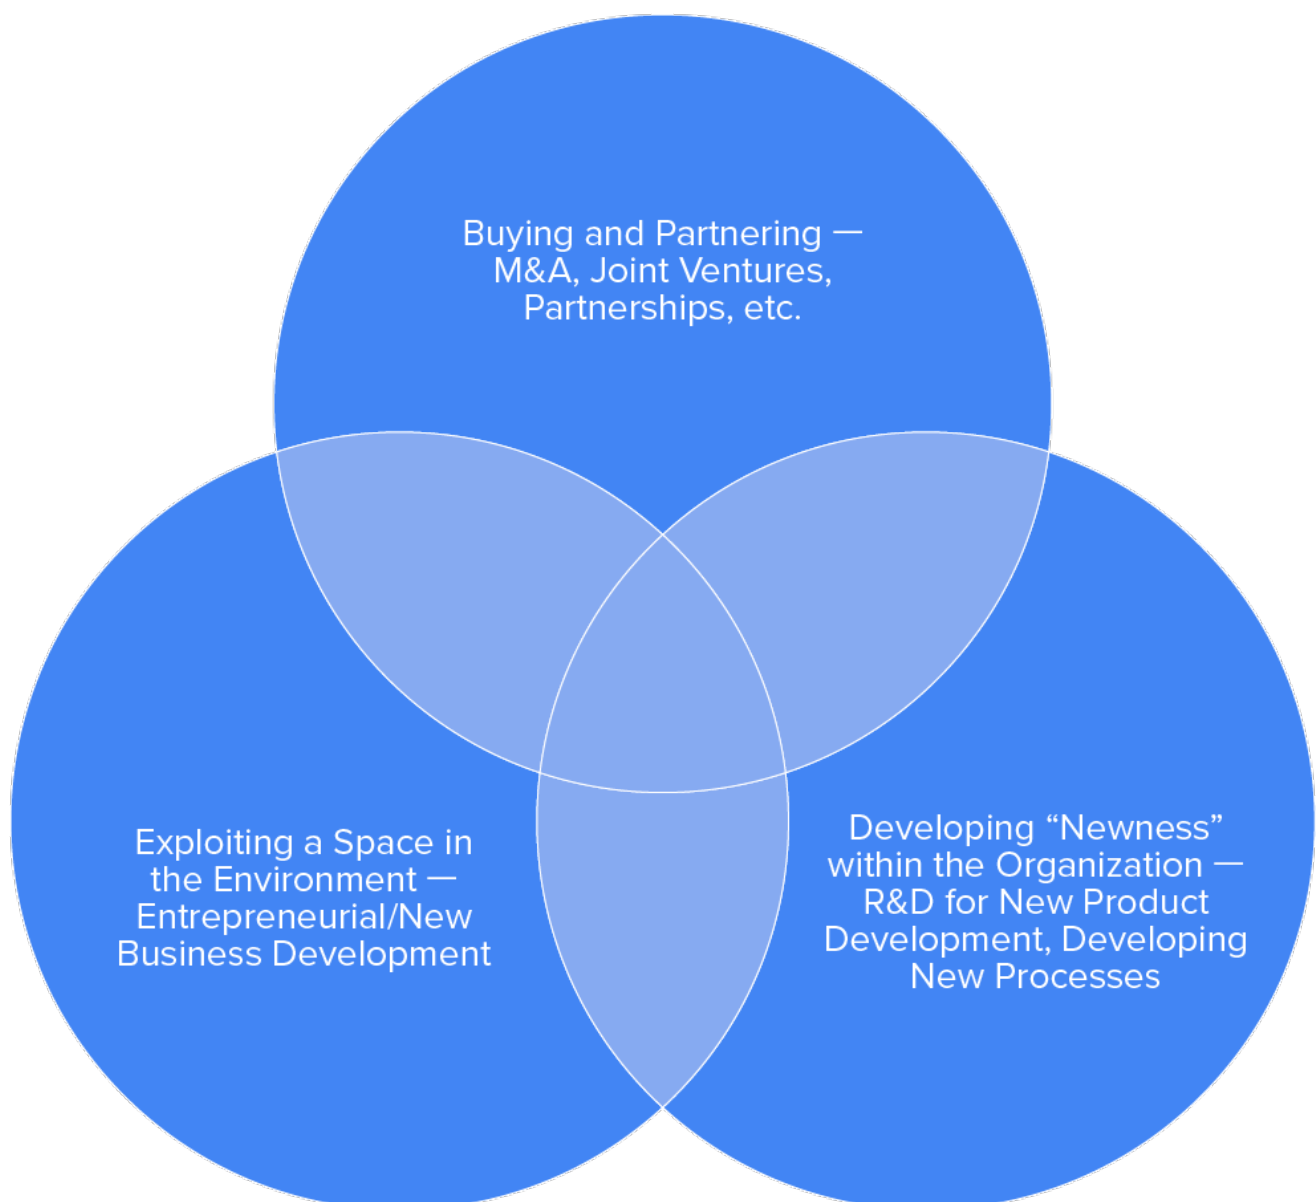 Buying and Partnering —
M&A, Joint Ventures,
Partnerships, etc.
Exploiting a Space in
the Environment —
Entrepreneurial/New
Business Development
Developing “Newness”
within the Organization —
R&D for New Product
Development, Developing
New Processes